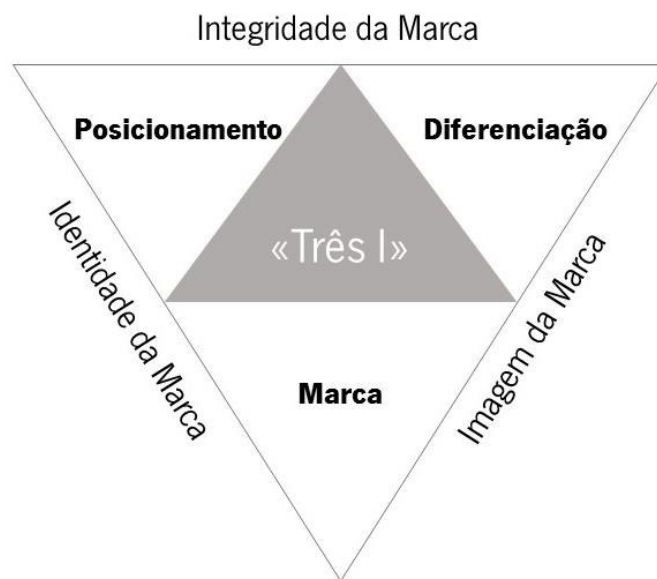 Integridade da Marca
Posicionamento
Diferenciação
Identidade da Marca
«Três I»
Imagem da Marca
Marca